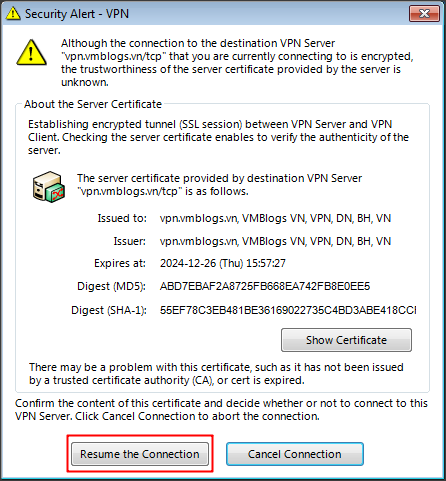 Security Alert - VPN
Although the connection to the destination VPN Server
"vpn.vmblogs.vn/tcp" that you are currently connecting to is encrypted,
the trustworthiness of the server certificate provided by the server is
unknown.
About the Server Certificate
Establishing encrypted tunnel (SSL session) between VPN Server and VPN
Client. Checking the server certificate enables to verify the authenticity of the
server.
The server certificate provided by destination VPN Server
"vpn.vmblogs.vn/tcp" is as follows.
Issued to: vpn.vmblogs.vn, VMBlogs VN, VPN, DN, BH, VN
Issuer: vpn.vmblogs.vn, VMBlogs VN, VPN, DN, BH, VN
Expires at: 2024-12-26 (Thu) 15:57:27
Digest (MD5): ABD7EBAF2A8725FB668EA742FB8E0EE5
Digest (SHA-1): 55EF78C3EB481BE36169022735C4BD3ABE418CCI
Show Certificate
There may be a problem with this certificate, such as it has not been issued
by a trusted certificate authority (CA), or cert is expired.
Confirm the content of this certificate and decide whether or not to connect to this
VPN Server. Click Cancel Connection to abort the connection.
Resume the Connection
Cancel Connection